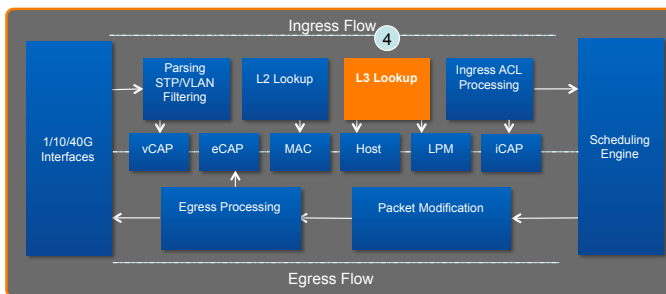 Ingress Flow
4
Parsing
STP/VLAN
Filtering
L2 Lookup
L3 Lookup
Ingress ACL
Processing
1/10/40G
Interfaces
vCAP
eCAP
MAC
Host
LPM
iCAP
Scheduling
Engine
Egress Processing
Packet Modification
Egress Flow